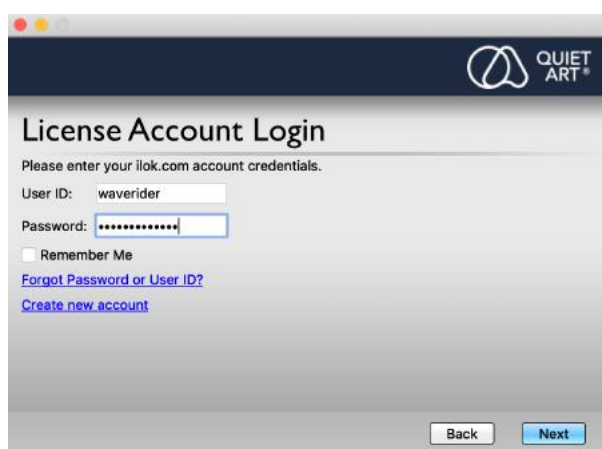 QUIET
ART®
License Account Login
Please enter your ilok.com account credentials.
User ID: waverider
Password: •••••••••••••
Remember Me
Forgot Password or User ID?
Create new account
Back Next